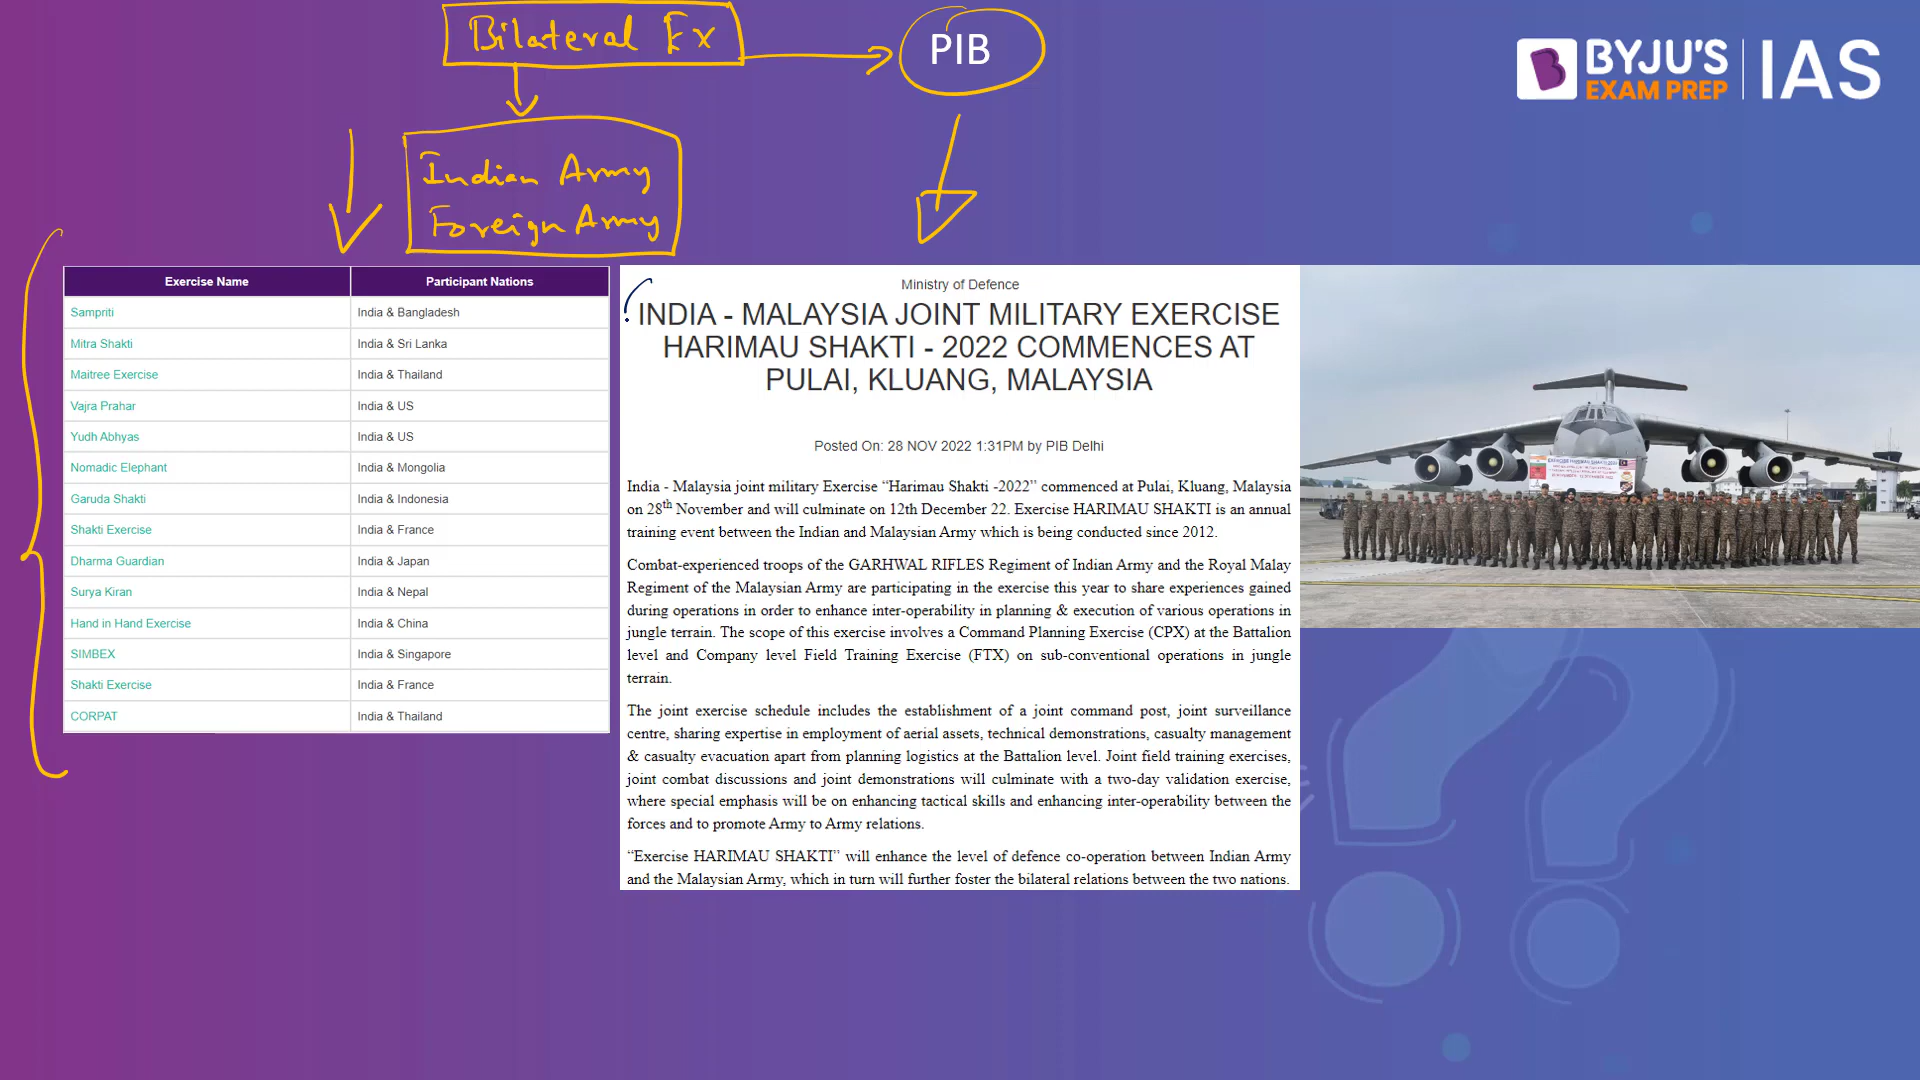 Bilateral Ex
PIB
BYJU'S
EXAM PREP
IAS
Indian Army
Foreign Army
Exercise Name Participant Nations
Sampriti India & Bangladesh
Mitra Shakti India & Sri Lanka
Maitree Exercise India & Thailand
Vajra Prahar India & US
Yudh Abhyas India & US
Nomadic Elephant India & Mongolia
Garuda Shakti India & Indonesia
Shakti Exercise India & France
Dharma Guardian India & Japan
Surya Kiran India & Nepal
Hand in Hand Exercise India & China
SIMBEX India & Singapore
Shakti Exercise India & France
CORPAT India & Thailand
Ministry of Defence
INDIA - MALAYSIA JOINT MILITARY EXERCISE
HARIMAU SHAKTI - 2022 COMMENCES AT
PULAI, KLUANG, MALAYSIA
Posted On: 28 NOV 2022 1:31PM by PIB Delhi
India - Malaysia joint military Exercise “Harimau Shakti -2022” commenced at Pulai, Kluang, Malaysia
on 28th November and will culminate on 12th December 22. Exercise HARIMAU SHAKTI is an annual
training event between the Indian and Malaysian Army which is being conducted since 2012.
Combat-experienced troops of the GARHWAL RIFLES Regiment of Indian Army and the Royal Malay
Regiment of the Malaysian Army are participating in the exercise this year to share experiences gained
during operations in order to enhance inter-operability in planning & execution of various operations in
jungle terrain. The scope of this exercise involves a Command Planning Exercise (CPX) at the Battalion
level and Company level Field Training Exercise (FTX) on sub-conventional operations in jungle
terrain.
The joint exercise schedule includes the establishment of a joint command post, joint surveillance
centre, sharing expertise in employment of aerial assets, technical demonstrations, casualty management
& casualty evacuation apart from planning logistics at the Battalion level. Joint field training exercises,
joint combat discussions and joint demonstrations will culminate with a two-day validation exercise,
where special emphasis will be on enhancing tactical skills and enhancing inter-operability between the
forces and to promote Army to Army relations.
“Exercise HARIMAU SHAKTI” will enhance the level of defence co-operation between Indian Army
and the Malaysian Army, which in turn will further foster the bilateral relations between the two nations.